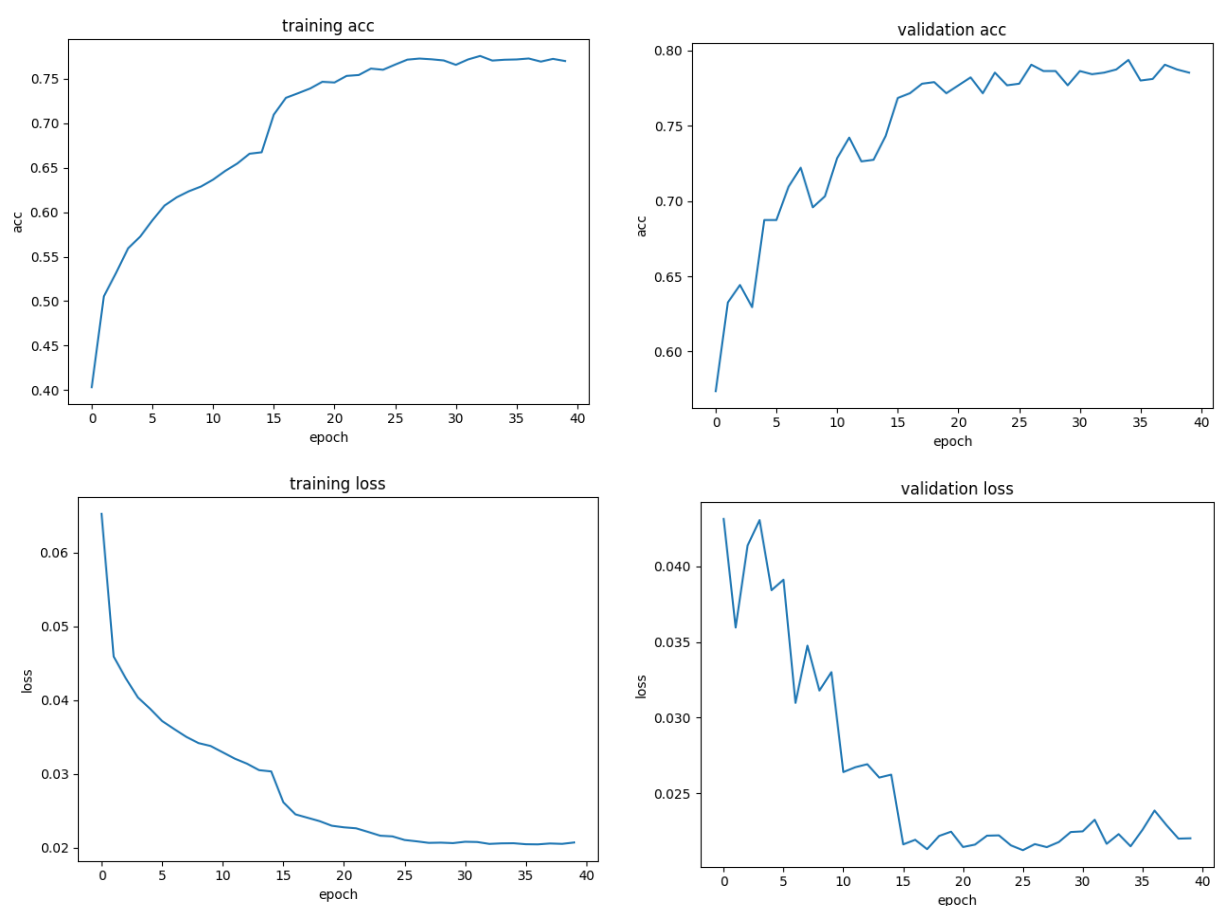 training acc
acc
0.75
0.70
0.65
0.60
0.55
0.50
0.45
0.40
0 5 10 15 20 25 30 35 40
epoch
validation acc
acc
0.80
0.75
0.70
0.65
0.60
0 5 10 15 20 25 30 35 40
epoch
training loss
loss
0.06
0.05
0.04
0.03
0.02
0 5 10 15 20 25 30 35 40
epoch
validation loss
loss
0.040
0.035
0.030
0.025
0 5 10 15 20 25 30 35 40
epoch